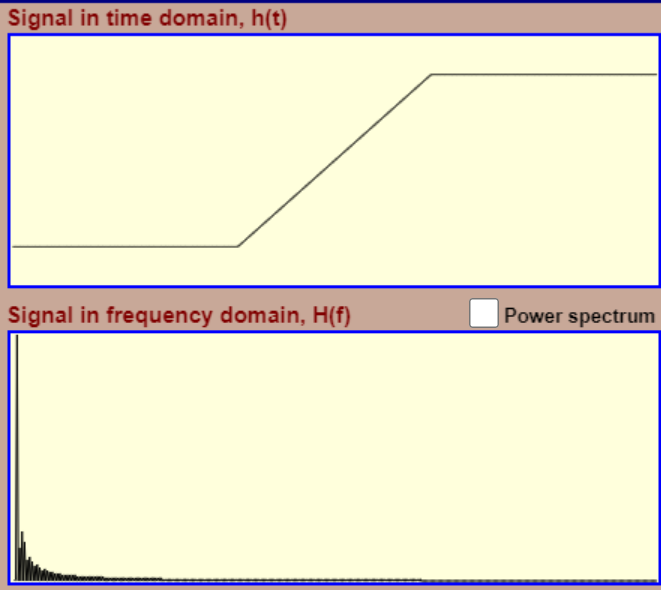 Signal in time domain, h(t)
Signal in frequency domain, H(f)
Power spectrum